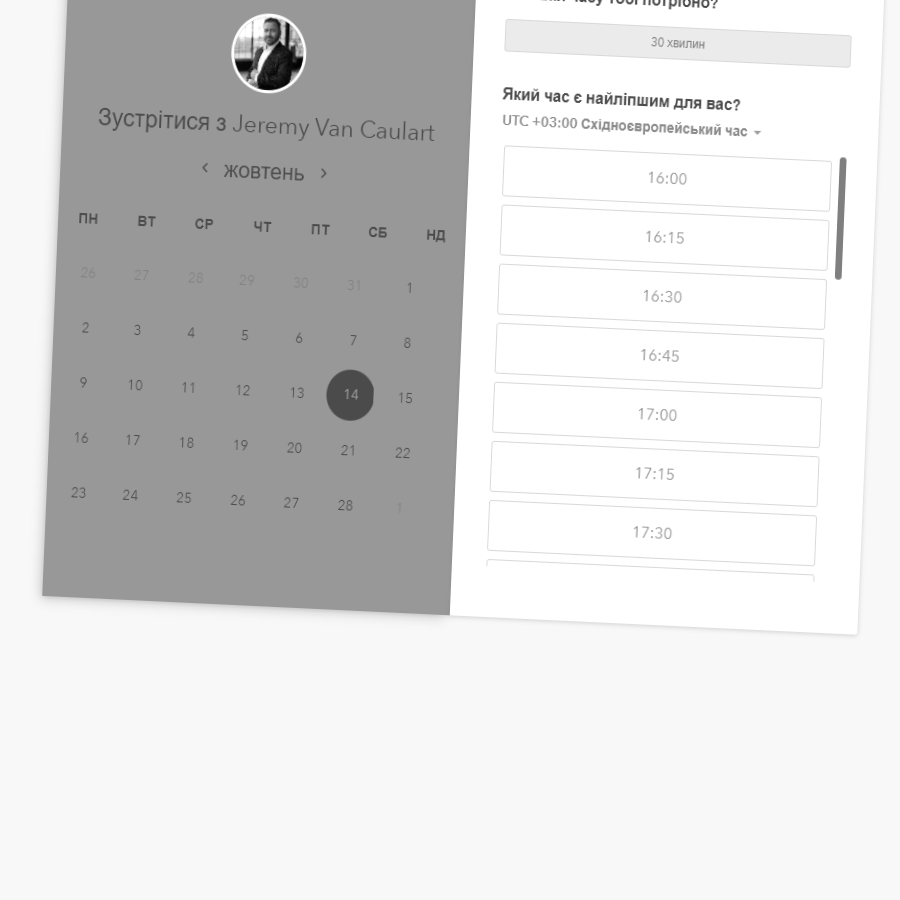 часу тобі потрібно?
30 хвилин
Зустрітися з Jeremy Van Caulart
жовтень
ПН ВТ СР ЧТ ПТ СБ НД
26 27 28 29 30 31 1
2 3 4 5 6 7 8
9 10 11 12 13 14 15
16 17 18 19 20 21 22
23 24 25 26 27 28 1
Який час є найліпшим для вас?
UTC +03:00 Східноєвропейський час
16:00
16:15
16:30
16:45
17:00
17:15
17:30